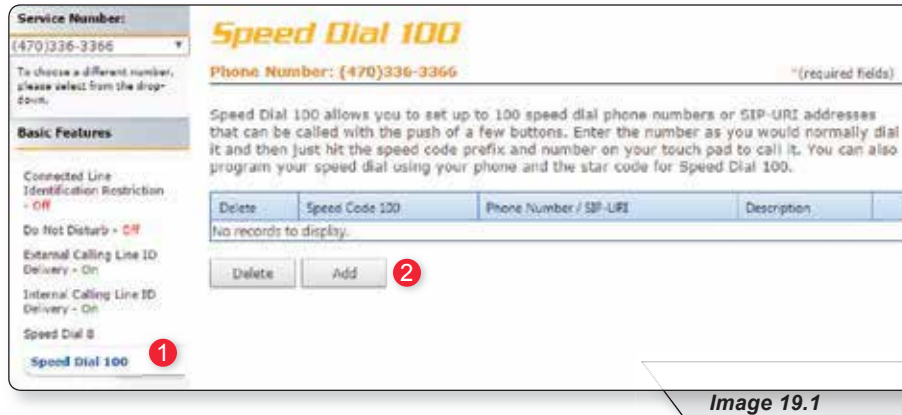 Service Number:
(470)336-3366
To choose a different number,
please select from the drop-
down.
Basic Features
Connected Line
Identification Restriction
- Off
Do Not Disturb - Off
External Calling Line ID
Delivery - On
Internal Calling Line ID
Delivery - On
Speed Dial 8
Speed Dial 100
1
Speed Dial 100
Phone Number: (470)336-3366
*(required fields)
Speed Dial 100 allows you to set up to 100 speed dial phone numbers or SIP-URI addresses
that can be called with the push of a few buttons. Enter the number as you would normally dial
it and then just hit the speed code prefix and number on your touch pad to call it. You can also
program your speed dial using your phone and the star code for Speed Dial 100.
Delete Speed Code 100 Phone Number / SIP-URI Description
No records to display.
Delete Add 2
Image 19.1